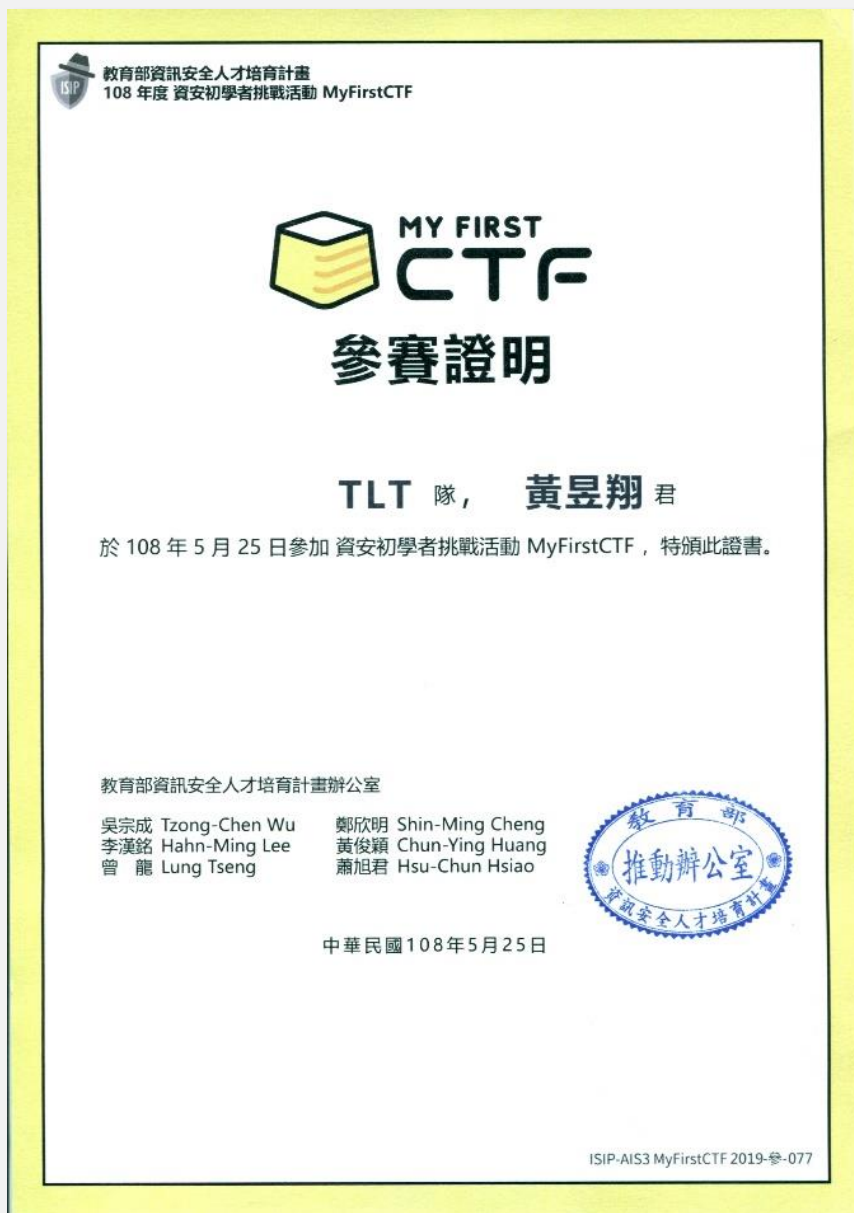 ISIP
教育部資訊安全人才培育計畫
108 年度 資安初學者挑戰活動 MyFirstCTF
MY FIRST
CTF
參賽證明
TLT 隊， 黃昱翔 君
於 108 年 5 月 25 日參加 資安初學者挑戰活動 MyFirstCTF ，特頒此證書。
教育部資訊安全人才培育計畫辦公室
吳宗成 Tzong-Chen Wu 鄭欣明 Shin-Ming Cheng
李漢銘 Hahn-Ming Lee 黃俊穎 Chun-Ying Huang
曾 龍 Lung Tseng 蕭旭君 Hsu-Chun Hsiao
教育部
推動辦公室
資訊安全人才培育計畫
中華民國108年5月25日
ISIP-AIS3 MyFirstCTF 2019-參-077